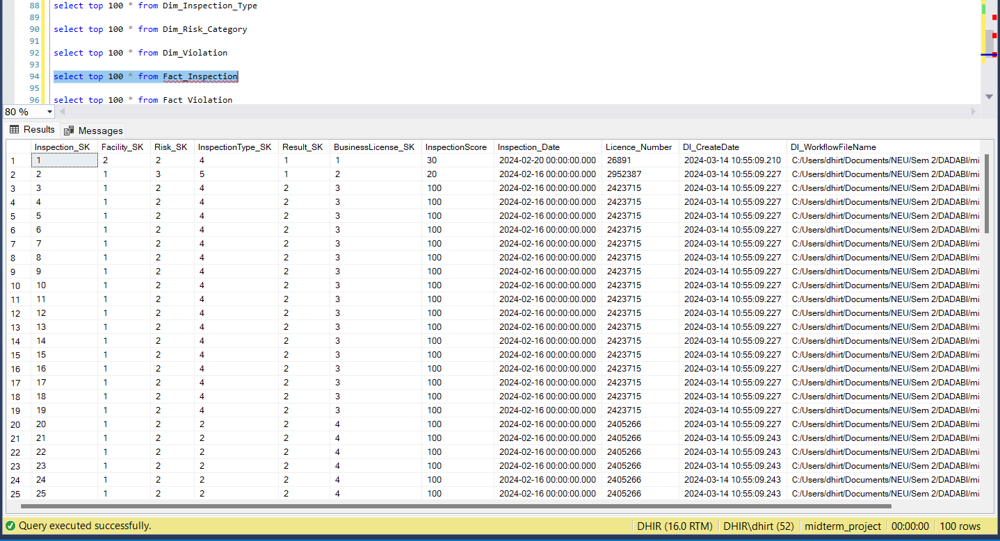 88 select top 100 * from Dim_Inspection_Type
89
90 select top 100 * from Dim_Risk_Category
91
92 select top 100 * from Dim_Violation
93
94 select top 100 * from Fact_Inspection
95
96 select top 100 * from Fact_Violation
80 %
Results Messages
Inspection_SK Facility_SK Risk_SK InspectionType_SK Result_SK BusinessLicense_SK InspectionScore Inspection_Date Licence_Number DI_CreateDate DI_WorkflowFileName
1 1 2 2 4 1 1 30 2024-02-20 00:00:00.000 26891 2024-03-14 10:55:09.210 C:/Users/dhirt/Documents/NEU/Sem 2/DADABI/mi
2 2 1 3 5 1 2 20 2024-02-16 00:00:00.000 2952387 2024-03-14 10:55:09.227 C:/Users/dhirt/Documents/NEU/Sem 2/DADABI/mi
3 3 1 2 4 2 3 100 2024-02-16 00:00:00.000 2423715 2024-03-14 10:55:09.227 C:/Users/dhirt/Documents/NEU/Sem 2/DADABI/mi
4 4 1 2 4 2 3 100 2024-02-16 00:00:00.000 2423715 2024-03-14 10:55:09.227 C:/Users/dhirt/Documents/NEU/Sem 2/DADABI/mi
5 5 1 2 4 2 3 100 2024-02-16 00:00:00.000 2423715 2024-03-14 10:55:09.227 C:/Users/dhirt/Documents/NEU/Sem 2/DADABI/mi
6 6 1 2 4 2 3 100 2024-02-16 00:00:00.000 2423715 2024-03-14 10:55:09.227 C:/Users/dhirt/Documents/NEU/Sem 2/DADABI/mi
7 7 1 2 4 2 3 100 2024-02-16 00:00:00.000 2423715 2024-03-14 10:55:09.227 C:/Users/dhirt/Documents/NEU/Sem 2/DADABI/mi
8 8 1 2 4 2 3 100 2024-02-16 00:00:00.000 2423715 2024-03-14 10:55:09.227 C:/Users/dhirt/Documents/NEU/Sem 2/DADABI/mi
9 9 1 2 4 2 3 100 2024-02-16 00:00:00.000 2423715 2024-03-14 10:55:09.227 C:/Users/dhirt/Documents/NEU/Sem 2/DADABI/mi
10 10 1 2 4 2 3 100 2024-02-16 00:00:00.000 2423715 2024-03-14 10:55:09.227 C:/Users/dhirt/Documents/NEU/Sem 2/DADABI/mi
11 11 1 2 4 2 3 100 2024-02-16 00:00:00.000 2423715 2024-03-14 10:55:09.227 C:/Users/dhirt/Documents/NEU/Sem 2/DADABI/mi
12 12 1 2 4 2 3 100 2024-02-16 00:00:00.000 2423715 2024-03-14 10:55:09.227 C:/Users/dhirt/Documents/NEU/Sem 2/DADABI/mi
13 13 1 2 4 2 3 100 2024-02-16 00:00:00.000 2423715 2024-03-14 10:55:09.227 C:/Users/dhirt/Documents/NEU/Sem 2/DADABI/mi
14 14 1 2 4 2 3 100 2024-02-16 00:00:00.000 2423715 2024-03-14 10:55:09.227 C:/Users/dhirt/Documents/NEU/Sem 2/DADABI/mi
15 15 1 2 4 2 3 100 2024-02-16 00:00:00.000 2423715 2024-03-14 10:55:09.227 C:/Users/dhirt/Documents/NEU/Sem 2/DADABI/mi
16 16 1 2 4 2 3 100 2024-02-16 00:00:00.000 2423715 2024-03-14 10:55:09.227 C:/Users/dhirt/Documents/NEU/Sem 2/DADABI/mi
17 17 1 2 4 2 3 100 2024-02-16 00:00:00.000 2423715 2024-03-14 10:55:09.227 C:/Users/dhirt/Documents/NEU/Sem 2/DADABI/mi
18 18 1 2 4 2 3 100 2024-02-16 00:00:00.000 2423715 2024-03-14 10:55:09.227 C:/Users/dhirt/Documents/NEU/Sem 2/DADABI/mi
19 19 1 2 4 2 3 100 2024-02-16 00:00:00.000 2423715 2024-03-14 10:55:09.227 C:/Users/dhirt/Documents/NEU/Sem 2/DADABI/mi
20 20 1 2 2 2 4 100 2024-02-16 00:00:00.000 2405266 2024-03-14 10:55:09.227 C:/Users/dhirt/Documents/NEU/Sem 2/DADABI/mi
21 21 1 2 2 2 4 100 2024-02-16 00:00:00.000 2405266 2024-03-14 10:55:09.243 C:/Users/dhirt/Documents/NEU/Sem 2/DADABI/mi
22 22 1 2 2 2 4 100 2024-02-16 00:00:00.000 2405266 2024-03-14 10:55:09.243 C:/Users/dhirt/Documents/NEU/Sem 2/DADABI/mi
23 23 1 2 2 2 4 100 2024-02-16 00:00:00.000 2405266 2024-03-14 10:55:09.243 C:/Users/dhirt/Documents/NEU/Sem 2/DADABI/mi
24 24 1 2 2 2 4 100 2024-02-16 00:00:00.000 2405266 2024-03-14 10:55:09.243 C:/Users/dhirt/Documents/NEU/Sem 2/DADABI/mi
25 25 1 2 2 2 4 100 2024-02-16 00:00:00.000 2405266 2024-03-14 10:55:09.243 C:/Users/dhirt/Documents/NEU/Sem 2/DADABI/mi
Query executed successfully. DHIR (16.0 RTM) DHIR\dhirt (52) midterm_project 00:00:00 100 rows